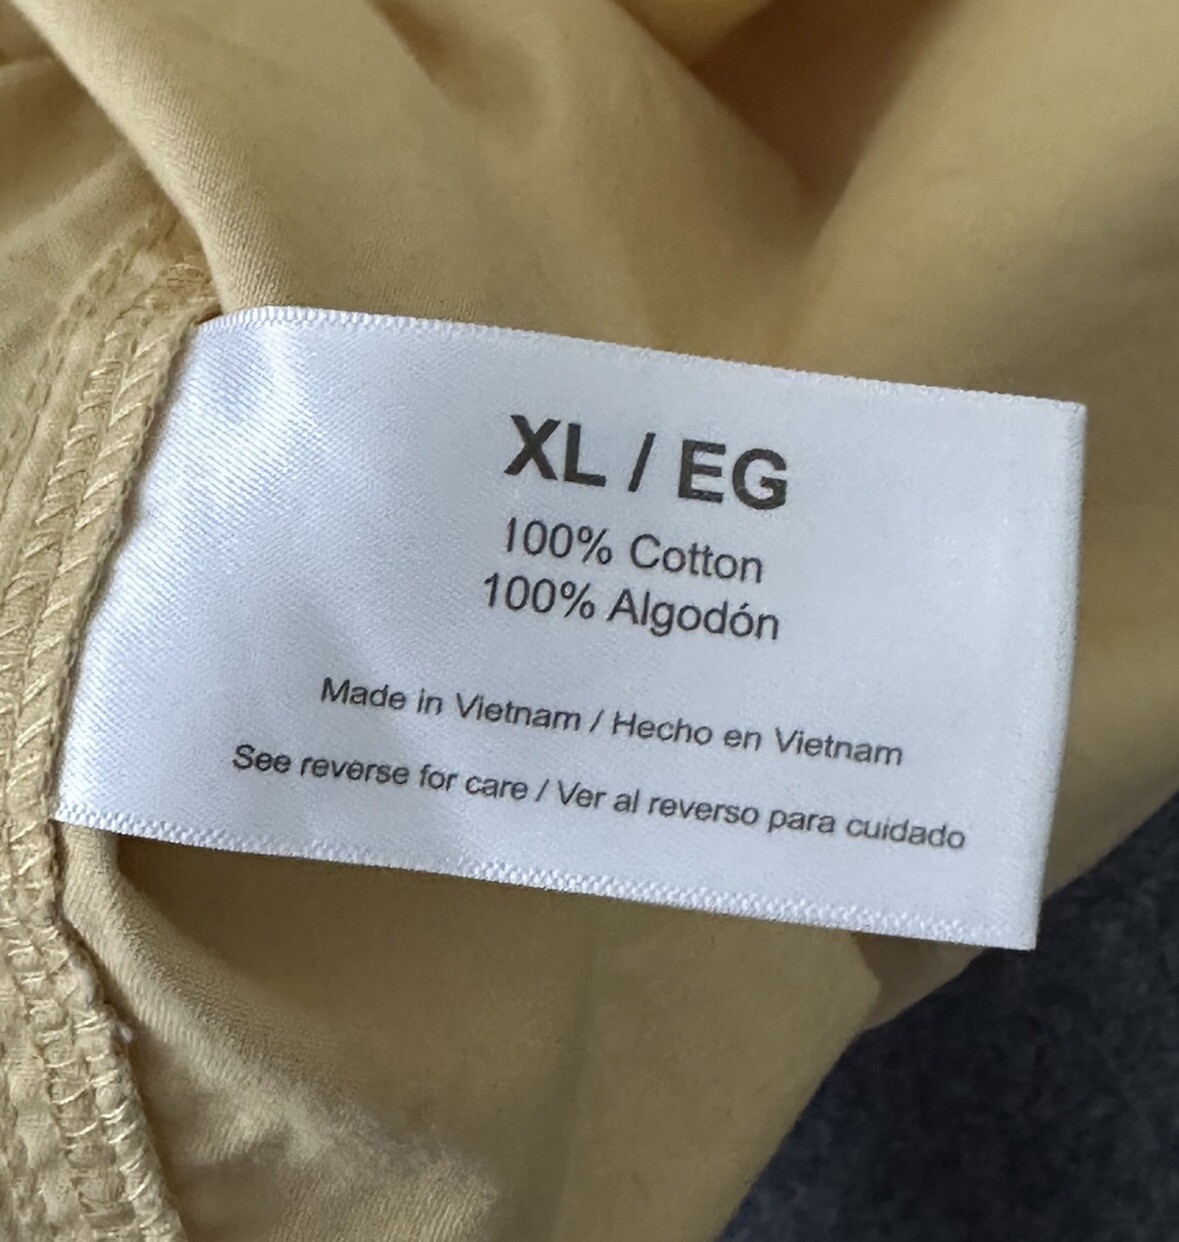 XL / EG
100% Cotton
100% Algodón
Made in Vietnam / Hecho en Vietnam
See reverse for care / Ver al reverso para cuidado